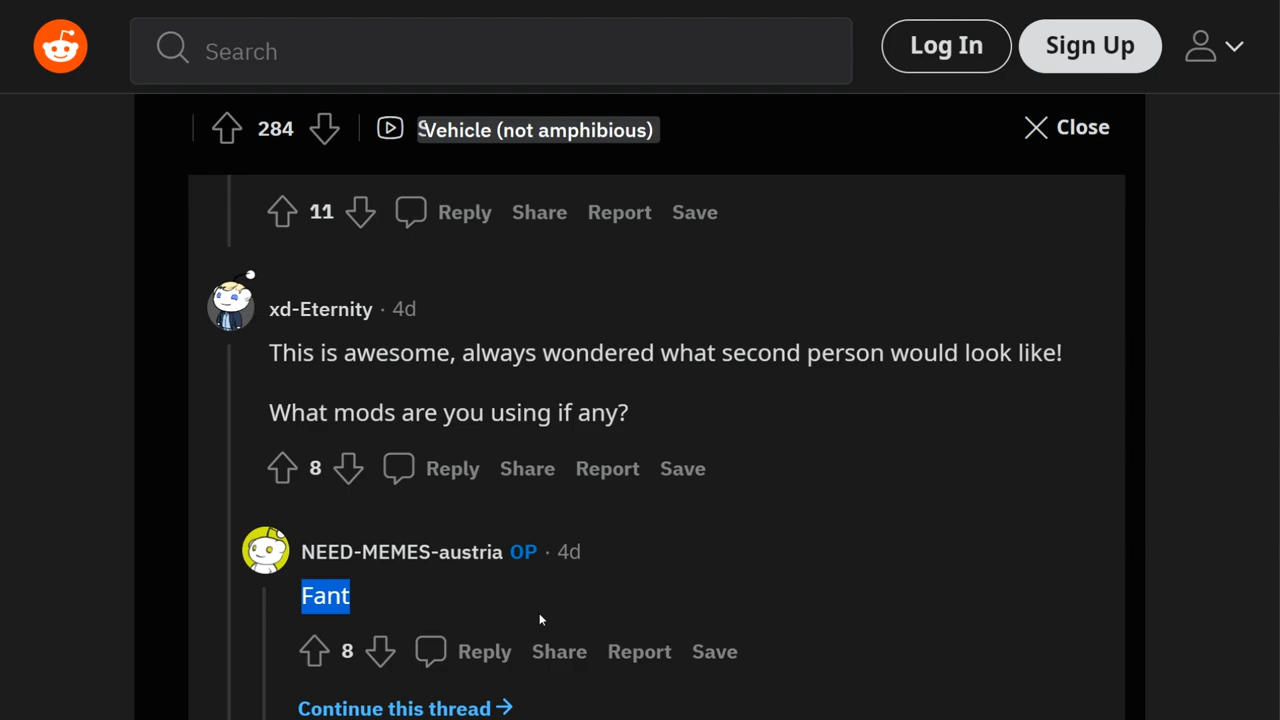 Search
Log In
Sign Up
284
Vehicle (not amphibious)
Close
11
Reply Share Report Save
xd-Eternity · 4d
This is awesome, always wondered what second person would look like!
What mods are you using if any?
8
Reply Share Report Save
NEED-MEMES-austria OP · 4d
Fant
8
Reply Share Report Save
Continue this thread →